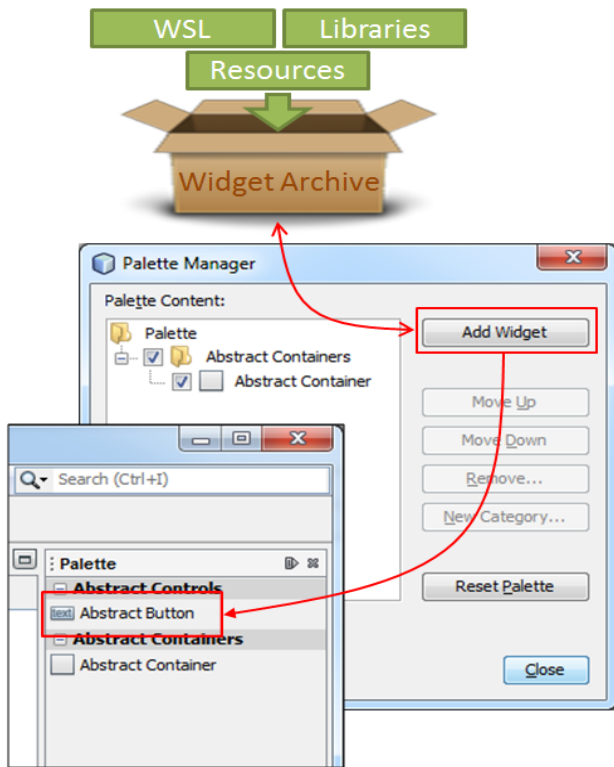 WSL
Libraries
Resources
Widget Archive
Palette Manager
Palette Content:
Palette
Abstract Containers
Abstract Container
Add Widget
Move Up
Move Down
Remove...
New Category...
Reset Palette
Close
Search (Ctrl+I)
Palette
Abstract Controls
text Abstract Button
Abstract Containers
Abstract Container